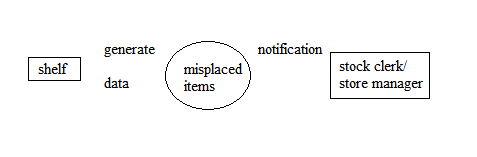 shelf
generate
data
misplaced
items
notification
stock clerk/
store manager